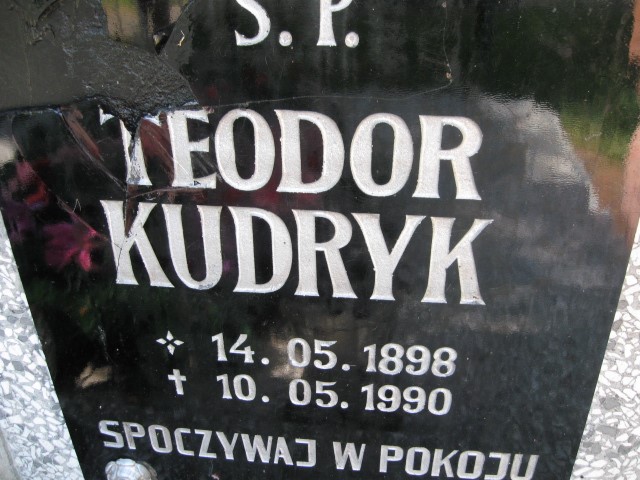 S. P.
TEODOR
KUDRYK
14. 05. 1898
† 10. 05. 1990
SPOCZYWAJ W POKOJU